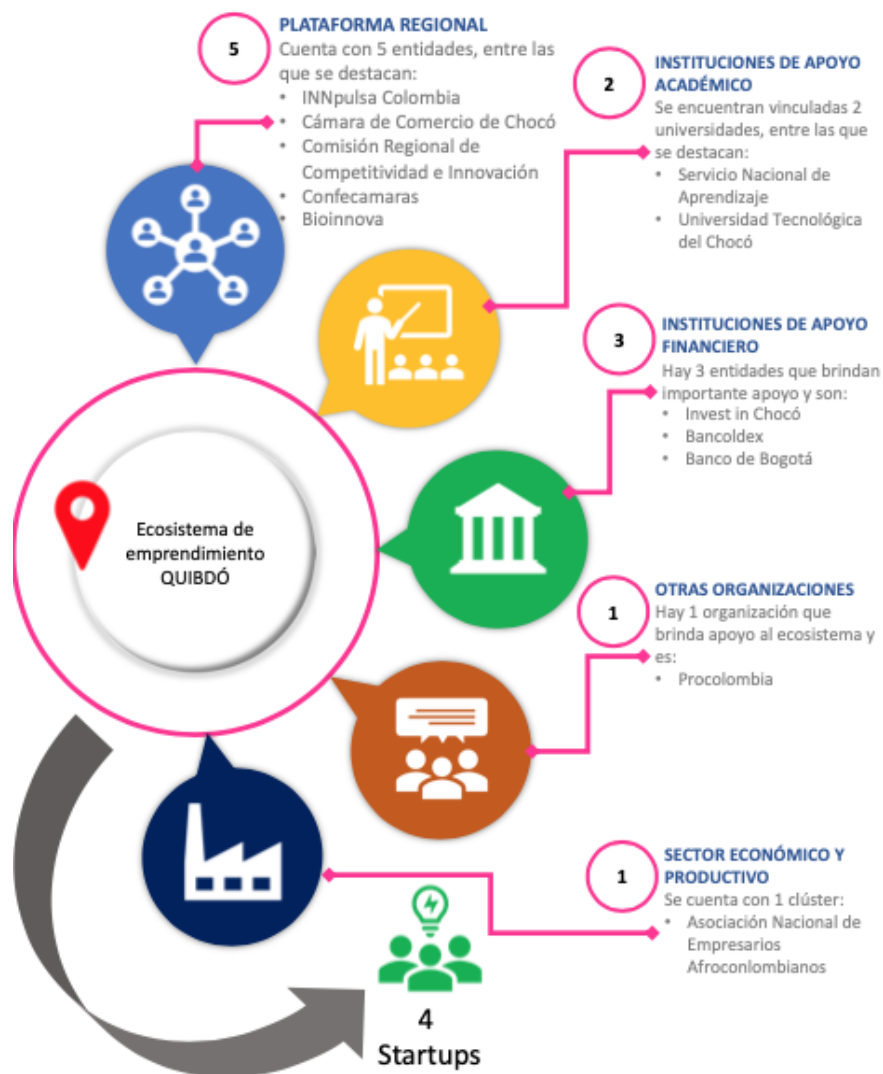 5
PLATAFORMA REGIONAL
Cuenta con 5 entidades, entre las
que se destacan:
• INNpulsa Colombia
• Cámara de Comercio de Chocó
• Comisión Regional de
Competitividad e Innovación
• Confecamaras
• Bioinnova
2
INSTITUCIONES DE APOYO
ACADÉMICO
Se encuentran vinculadas 2
universidades, entre las que
se destacan:
• Servicio Nacional de
Aprendizaje
• Universidad Tecnológica
del Chocó
3
INSTITUCIONES DE APOYO
FINANCIERO
Hay 3 entidades que brindan
importante apoyo y son:
• Invest in Chocó
• Bancoldex
• Banco de Bogotá
Ecosistema de
emprendimiento
QUIBDÓ
1
OTRAS ORGANIZACIONES
Hay 1 organización que
brinda apoyo al ecosistema y
es:
• Procolombia
1
SECTOR ECONÓMICO Y
PRODUCTIVO
Se cuenta con 1 clúster:
• Asociación Nacional de
Empresarios
Afroconlombianos
4
Startups